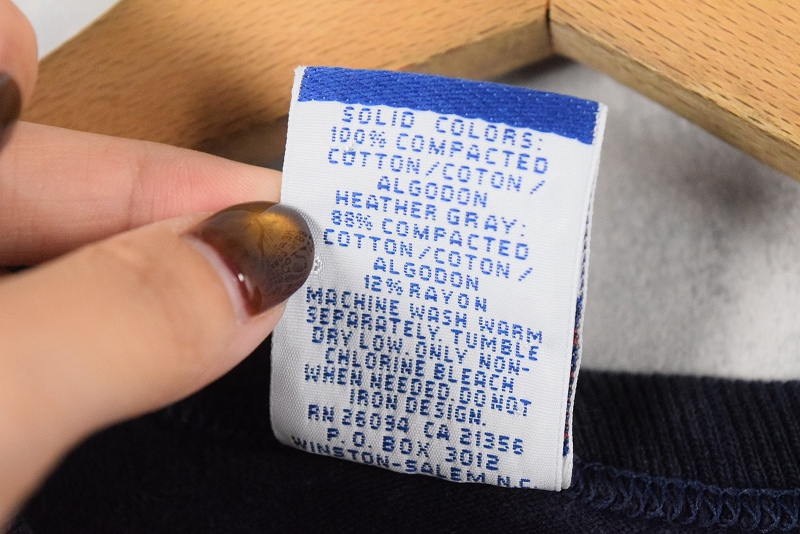 SOLID COLORS:
100% COMPACTED
COTTON/COTON/
ALGODON
HEATHER GRAY:
88% COMPACTED
COTTON/COTON/
ALGODON
12% RAYON
MACHINE WASH WARM
SEPARATELY. TUMBLE
DRY LOW. ONLY NON-
CHLORINE BLEACH
WHEN NEEDED. DO NOT
IRON DESIGN.
RN 26094 CA 21356
P.O. BOX 3012
WINSTON-SALEM N.C.